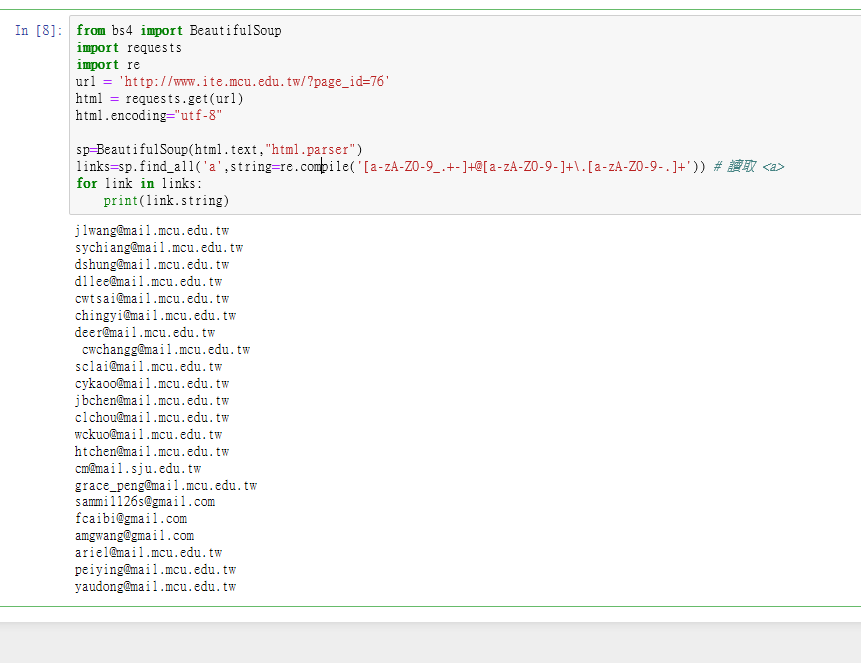 In [8]: from bs4 import BeautifulSoup
import requests
import re
url = 'http://www.ite.mcu.edu.tw/?page_id=76'
html = requests.get(url)
html.encoding="utf-8"
sp=BeautifulSoup(html.text,"html.parser")
links=sp.find_all('a',string=re.compile('[a-zA-Z0-9_.+-]+@[a-zA-Z0-9-]+\.[a-zA-Z0-9-.]+')) # 讀取 <a>
for link in links:
    print(link.string)
jlwang@mail.mcu.edu.tw
sychiang@mail.mcu.edu.tw
dshung@mail.mcu.edu.tw
dllee@mail.mcu.edu.tw
cwtsai@mail.mcu.edu.tw
chingyi@mail.mcu.edu.tw
deer@mail.mcu.edu.tw
 cwchangg@mail.mcu.edu.tw
sclai@mail.mcu.edu.tw
cykaoo@mail.mcu.edu.tw
jbchen@mail.mcu.edu.tw
clchou@mail.mcu.edu.tw
wckuo@mail.mcu.edu.tw
htchen@mail.mcu.edu.tw
cm@mail.sju.edu.tw
grace_peng@mail.mcu.edu.tw
sammi1126s@gmail.com
fcaibi@gmail.com
amgwang@gmail.com
ariel@mail.mcu.edu.tw
peiying@mail.mcu.edu.tw
yaudong@mail.mcu.edu.tw